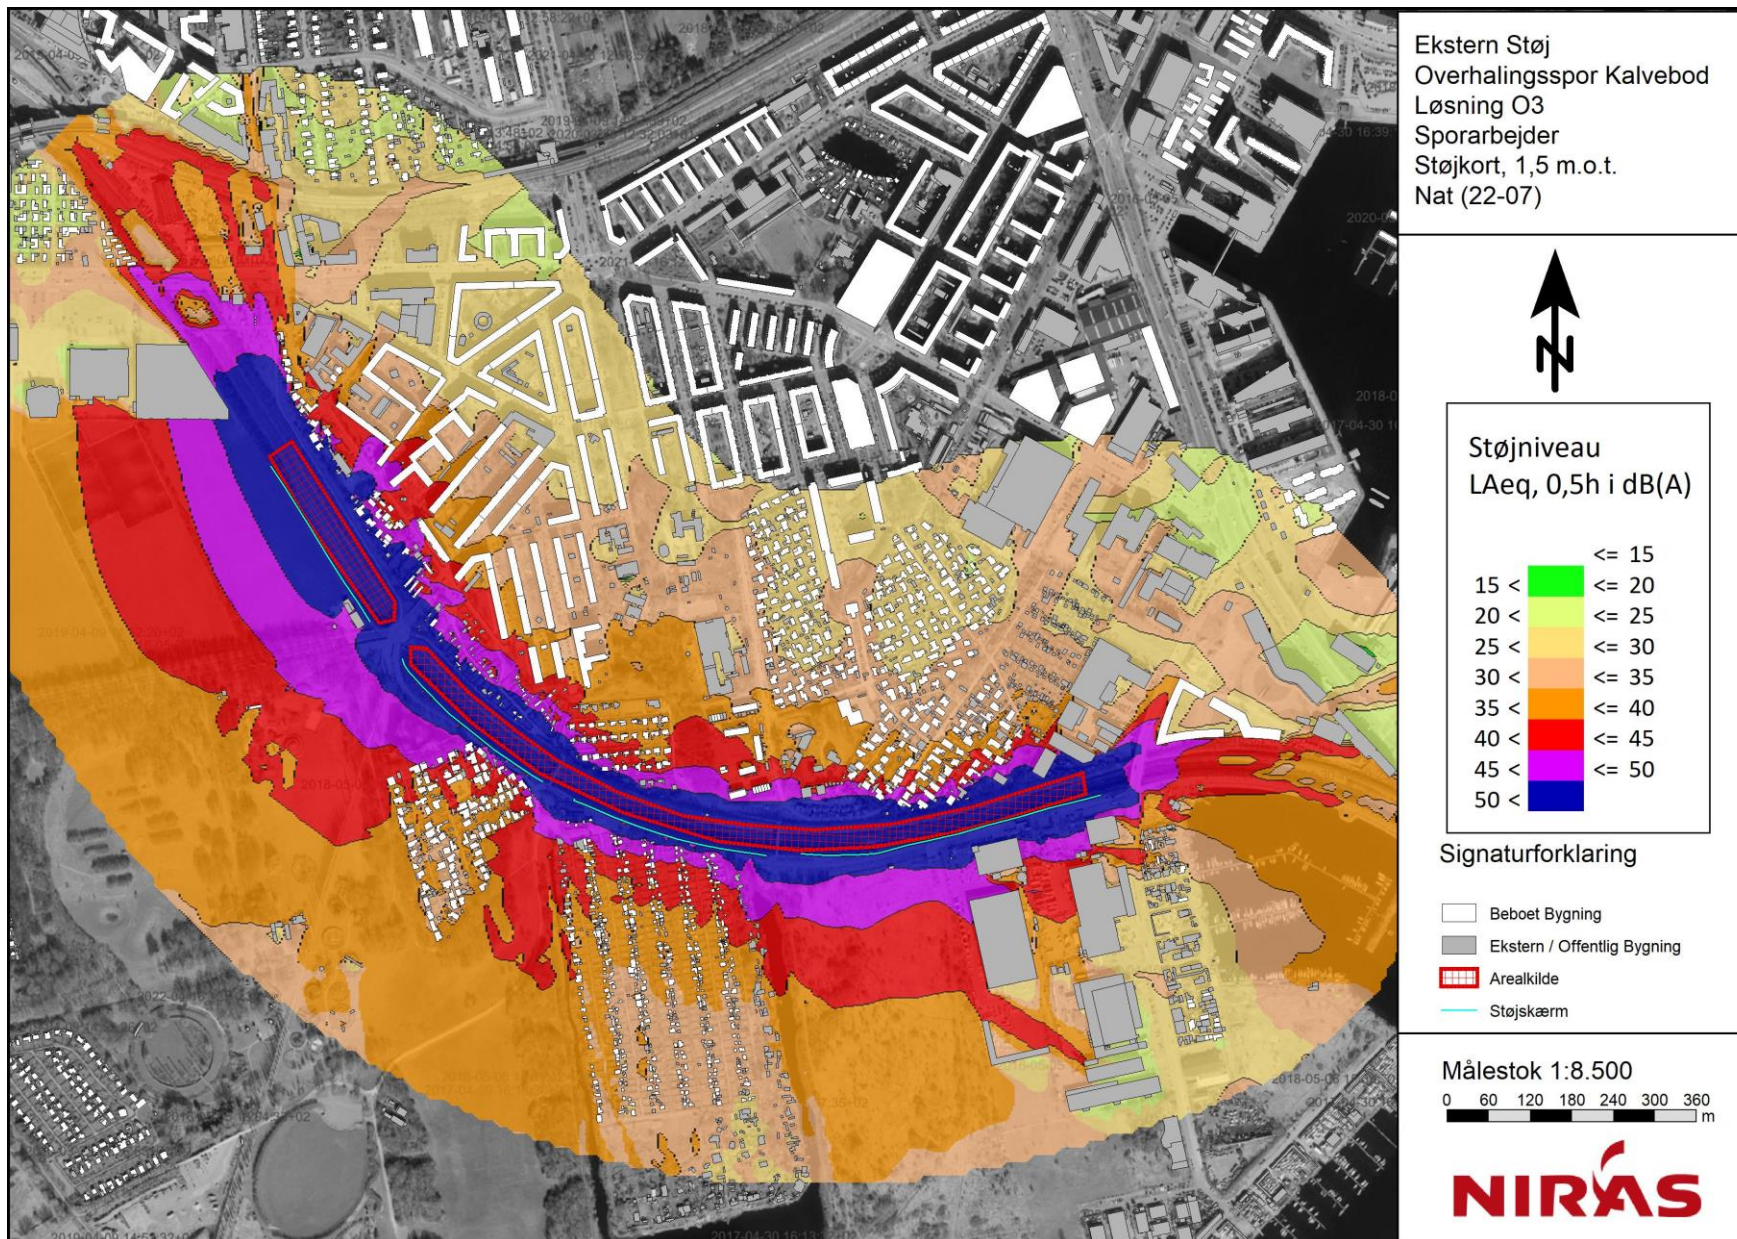 Ekstern Støj
Overhalingsspor Kalvebod
Løsning O3
Sporarbejder
Støjkort, 1,5 m.o.t.
Nat (22-07)
N
Støjniveau
LAeq, 0,5h i dB(A)
<= 15
15 < <= 20
20 < <= 25
25 < <= 30
30 < <= 35
35 < <= 40
40 < <= 45
45 < <= 50
50 <
Signaturforklaring
Beboet Bygning
Ekstern / Offentlig Bygning
Arealkilde
Støjskærm
Målestok 1:8.500
0 60 120 180 240 300 360
m
NIRAS